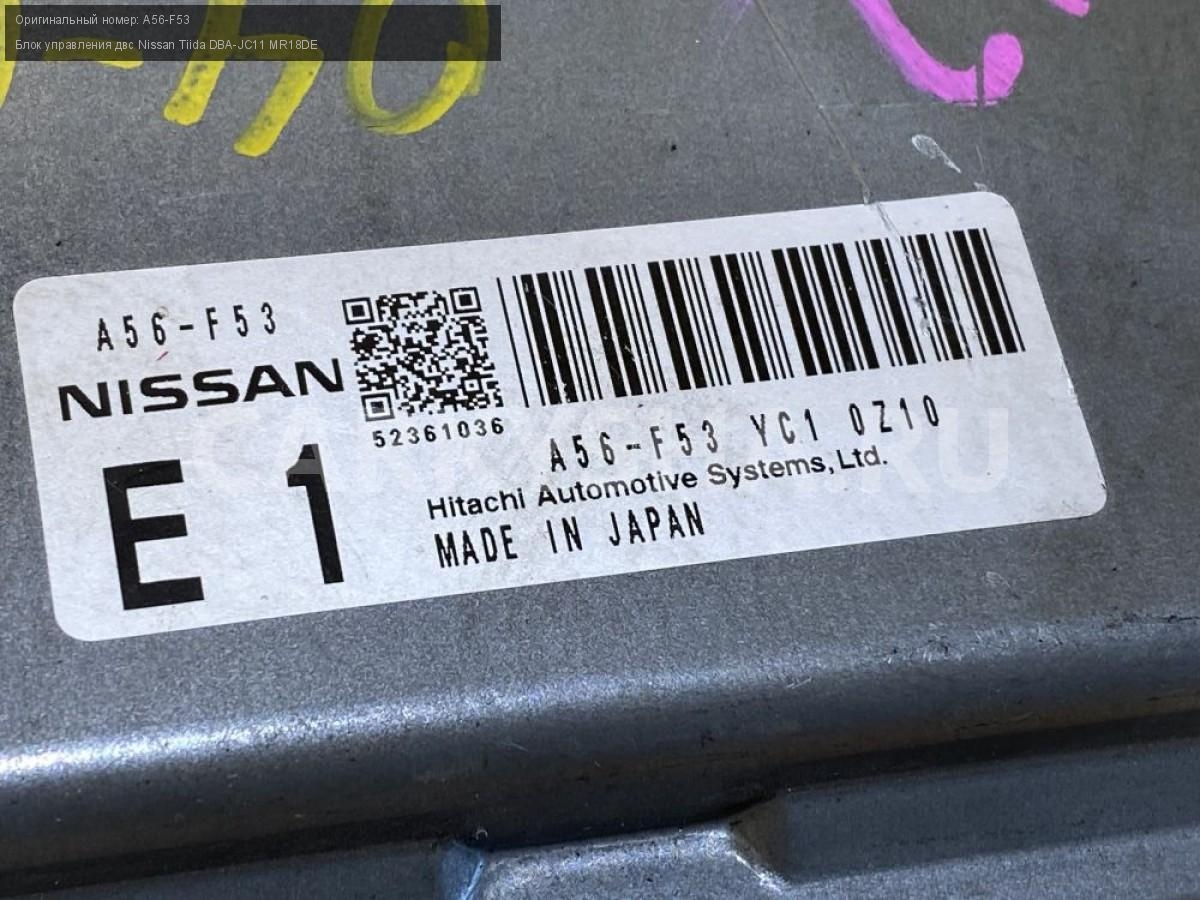 Оригинальный номер: A56-F53
Блок управления двс Nissan Tiida DBA-JC11 MR18DE
A56-F53
NISSAN
52361036
E 1
A56-F53 YC1 0Z10
Hitachi Automotive Systems, Ltd.
MADE IN JAPAN